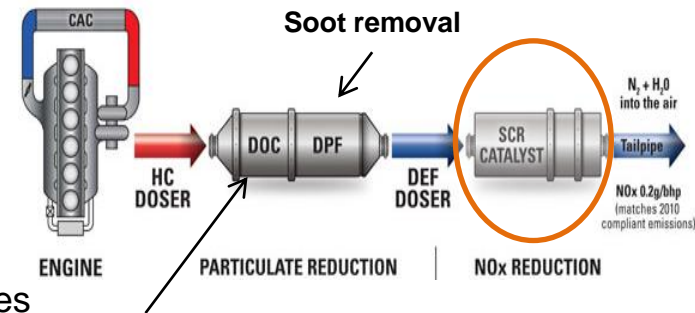 CAC
Soot removal
DOC
DPF
SCR
CATALYST
N₂ + H₂O
into the air
Tailpipe
HC
DOSER
DEF
DOSER
NOx 0.2g/bhp
(matches 2010
compliant emissions)
ENGINE
PARTICULATE REDUCTION | NOx REDUCTION
es